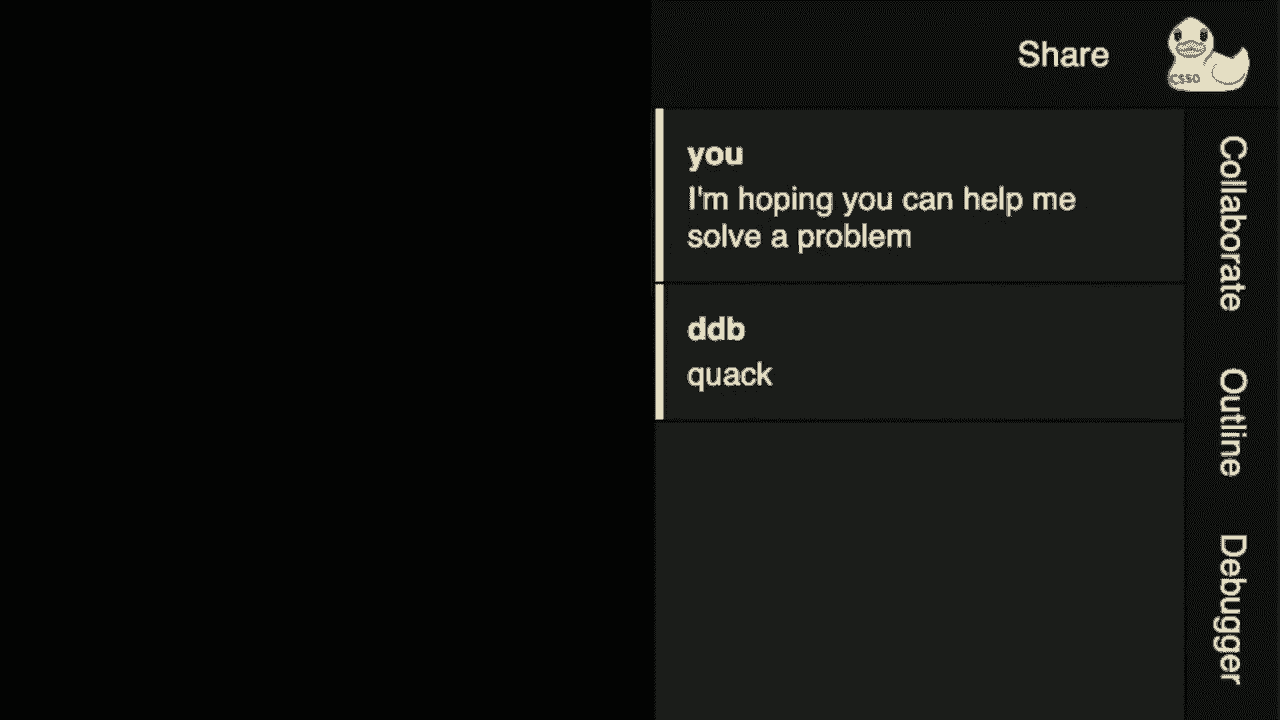 Share
CS50
you
I'm hoping you can help me
solve a problem
ddb
quack
Collaborate
Outline
Debugger